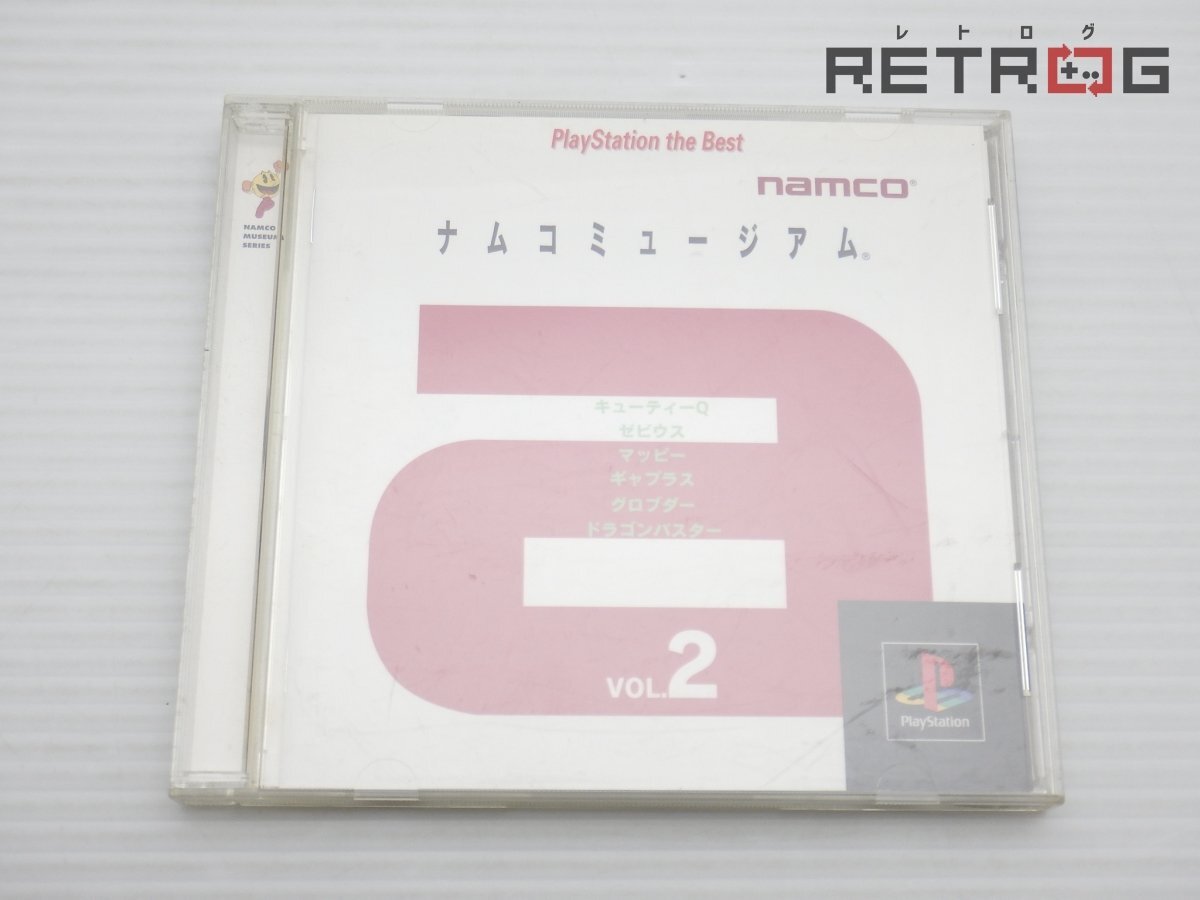 レトログ
RETROG
PlayStation the Best
namco®
ナムコミュージアム®
NAMCO
MUSEUM
SERIES
キューティーQ
ゼビウス
マッピー
ギャプラス
グロブダー
ドラゴンバスター
VOL.2
PlayStation